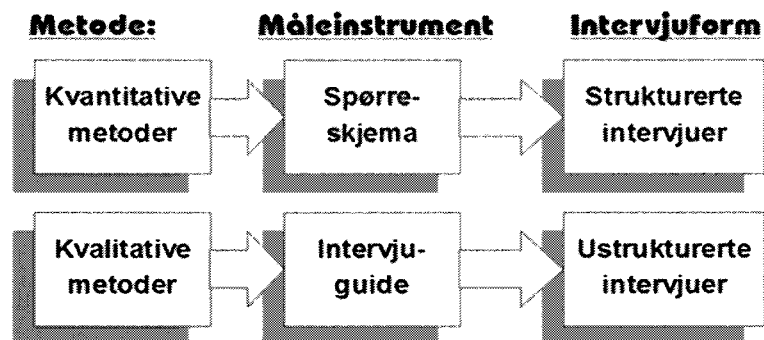 Metode: Måleinstrument Intervjuform
Kvantitative Spørre- Strukturerte
metoder skjema intervjuer
Kvalitative Intervju- Ustrukturerte
metoder guide intervjuer